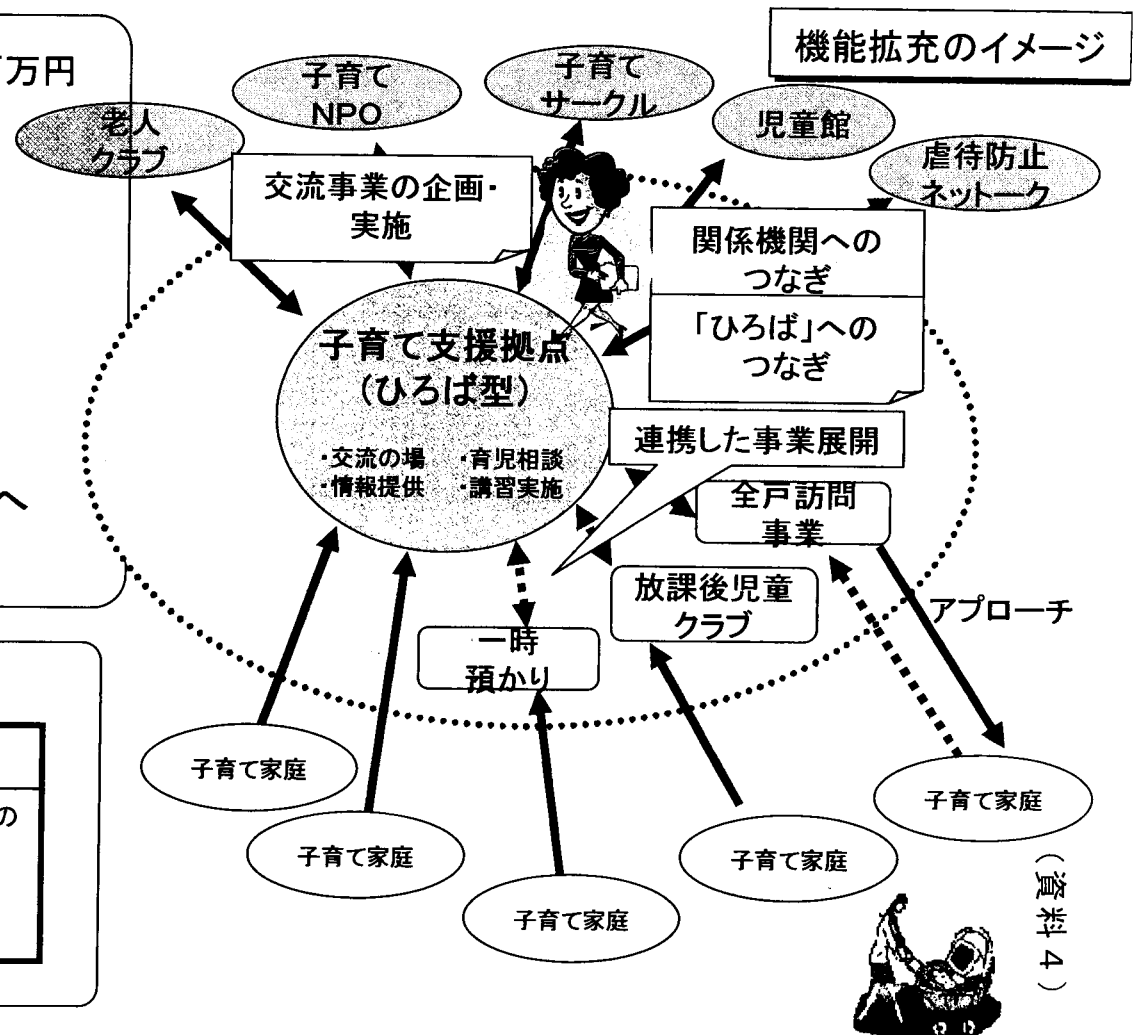 機能拡充のイメージ
万円
老人
クラブ
子育て
NPO
子育て
サークル
児童館
虐待防止
ネットーク
交流事業の企画・
実施
関係機関への
つなぎ
「ひろば」への
つなぎ
子育て支援拠点
(ひろば型)
・交流の場 ・育児相談
・情報提供 ・講習実施
連携した事業展開
全戸訪問
事業
へ
放課後児童
クラブ
アプローチ
一時
預かり
の
子育て家庭
子育て家庭
子育て家庭
子育て家庭
子育て家庭
(資料4)